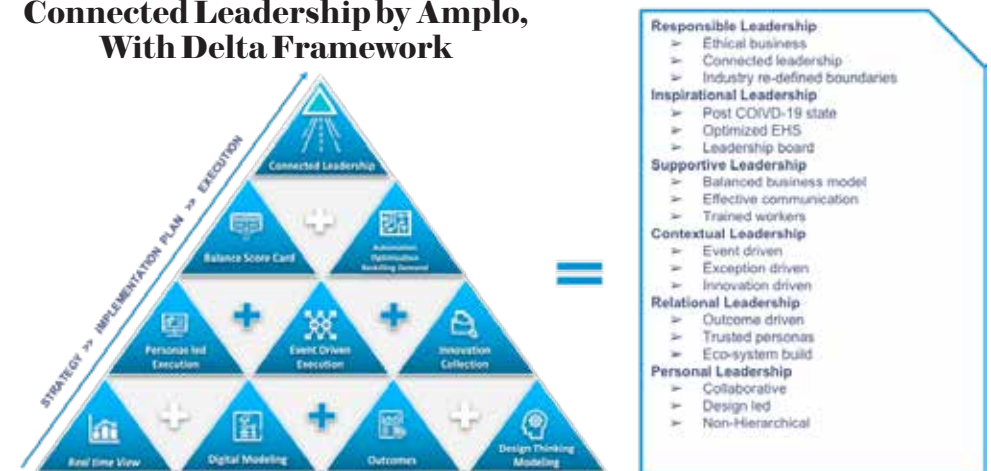 Connected Leadership by Amplo,
With Delta Framework
STRATEGY >> IMPLEMENTATION PLAN >> EXECUTION
Connected Leadership
Balance Score Card
Automation
Optimization
Reskilling Demand
Personas led
Execution
Event Driven
Execution
Innovation
Collection
Real time View
Digital Modeling
Outcomes
Design Thinking
Modeling
=
Responsible Leadership
➢ Ethical business
➢ Connected leadership
➢ Industry re-defined boundaries
Inspirational Leadership
➢ Post COIVD-19 state
➢ Optimized EHS
➢ Leadership board
Supportive Leadership
➢ Balanced business model
➢ Effective communication
➢ Trained workers
Contextual Leadership
➢ Event driven
➢ Exception driven
➢ Innovation driven
Relational Leadership
➢ Outcome driven
➢ Trusted personas
➢ Eco-system build
Personal Leadership
➢ Collaborative
➢ Design led
➢ Non-Hierarchical